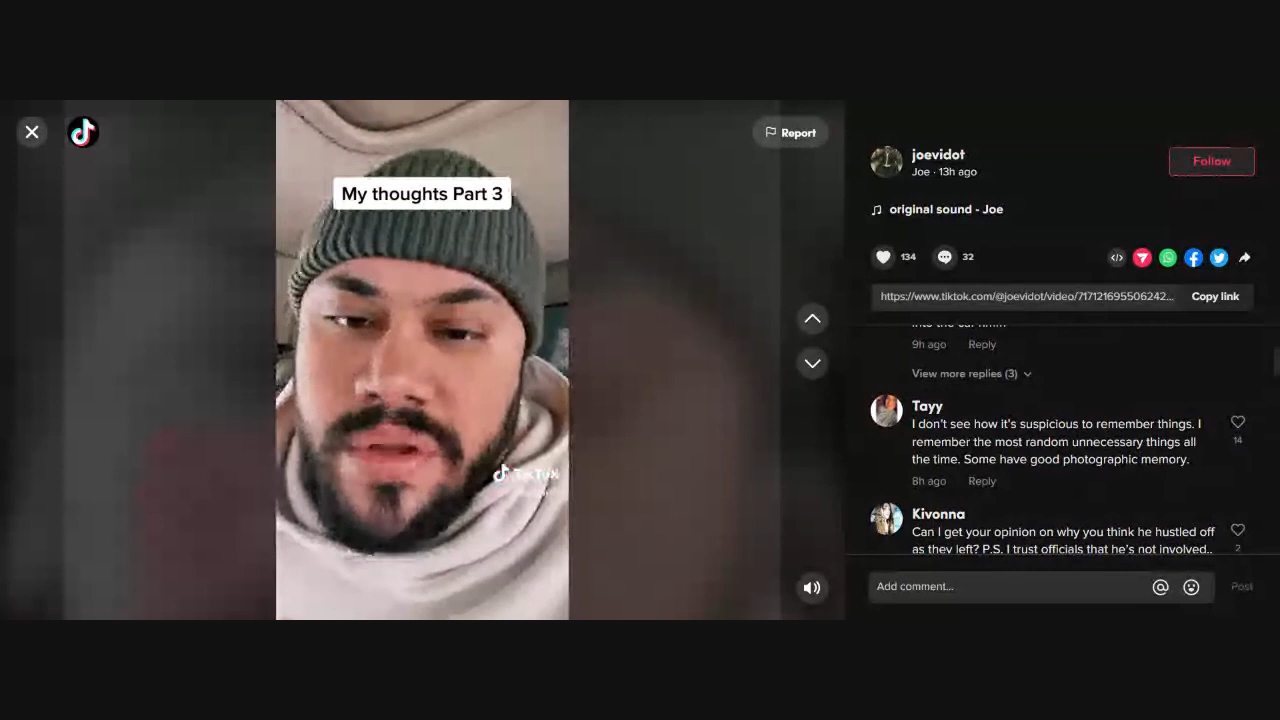 Report
My thoughts Part 3
TikTok
joevidot
Joe · 13h ago
Follow
original sound - Joe
134
32
https://www.tiktok.com/@joevidot/video/717121695506242...
Copy link
9h ago
Reply
View more replies (3)
Tayy
I don't see how it's suspicious to remember things. I
remember the most random unnecessary things all
the time. Some have good photographic memory.
14
8h ago
Reply
Kivonna
Can I get your opinion on why you think he hustled off
as they left? P.S. I trust officials that he's not involved..
2
Add comment...
Post